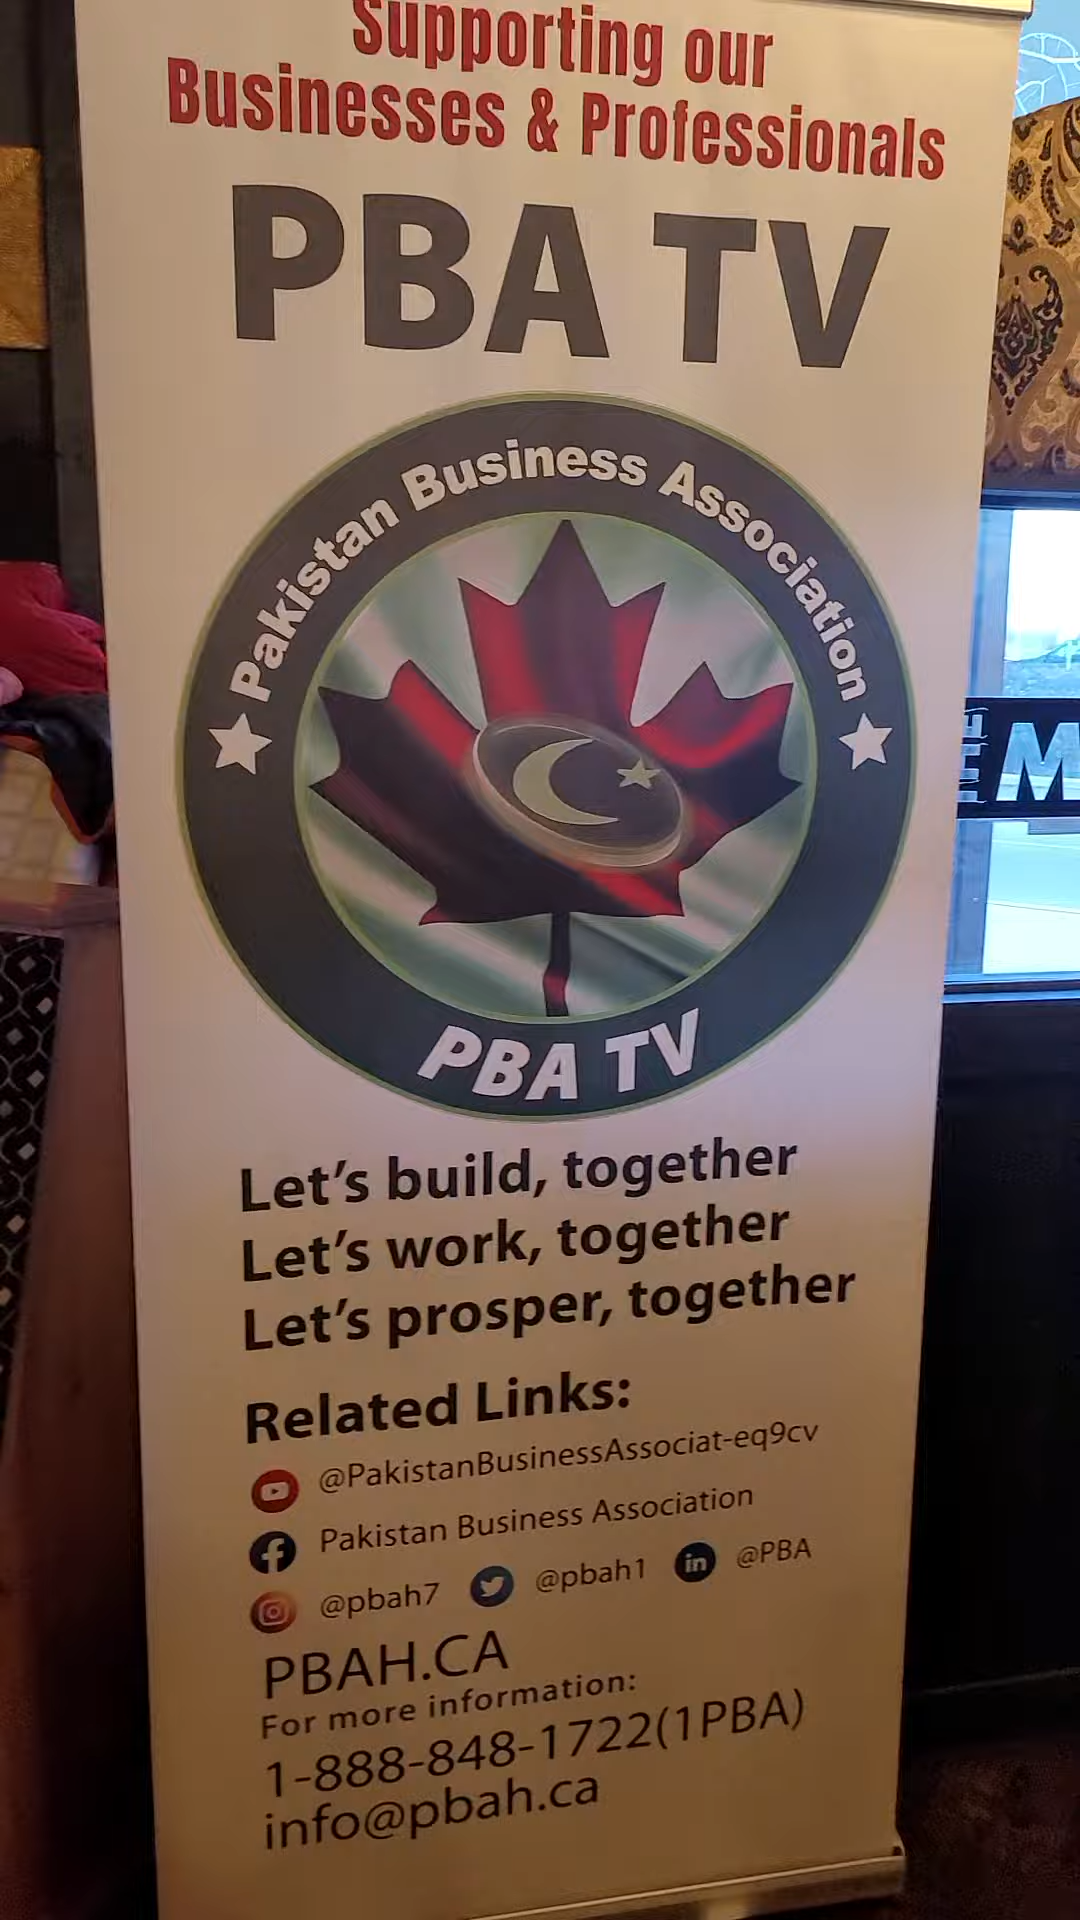 Supporting our
Businesses & Professionals
PBA TV
Pakistan Business Association
PBA TV
Let's build, together
Let's work, together
Let's prosper, together
Related Links:
@PakistanBusinessAssociat-eq9cv
Pakistan Business Association
@pbah7 @pbah1 in @PBA
PBAH.CA
For more information:
1-888-848-1722(1PBA)
info@pbah.ca